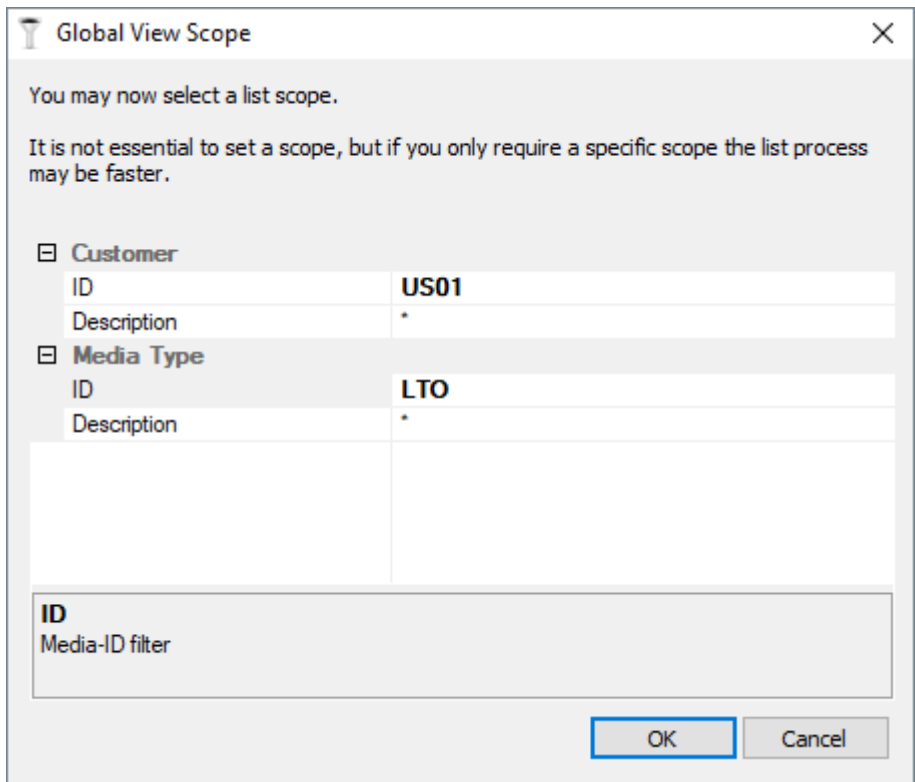 Global View Scope
You may now select a list scope.
It is not essential to set a scope, but if you only require a specific scope the list process
may be faster.
Customer
ID US01
Description *
Media Type
ID LTO
Description *
ID
Media-ID filter
OK Cancel